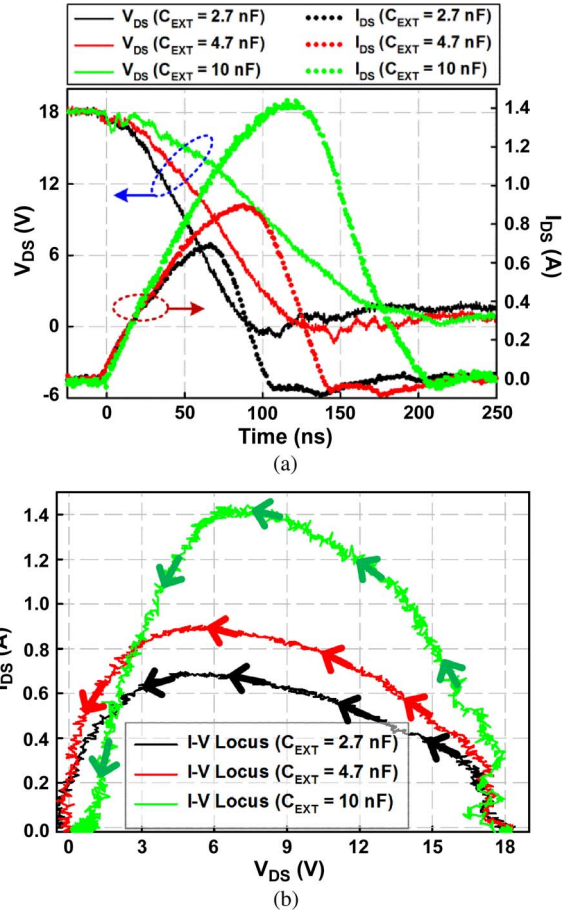 V_DS (C_EXT = 2.7 nF) I_DS (C_EXT = 2.7 nF)
V_DS (C_EXT = 4.7 nF) I_DS (C_EXT = 4.7 nF)
V_DS (C_EXT = 10 nF) I_DS (C_EXT = 10 nF)
18
12
6
0
-6
V_DS (V)
1.4
1.2
1.0
0.8
0.6
0.4
0.2
0.0
I_DS (A)
0 50 100 150 200 250
Time (ns)
(a)
1.4
1.2
1.0
0.8
0.6
0.4
0.2
0.0
I_DS (A)
I-V Locus (C_EXT = 2.7 nF)
I-V Locus (C_EXT = 4.7 nF)
I-V Locus (C_EXT = 10 nF)
0 3 6 9 12 15 18
V_DS (V)
(b)